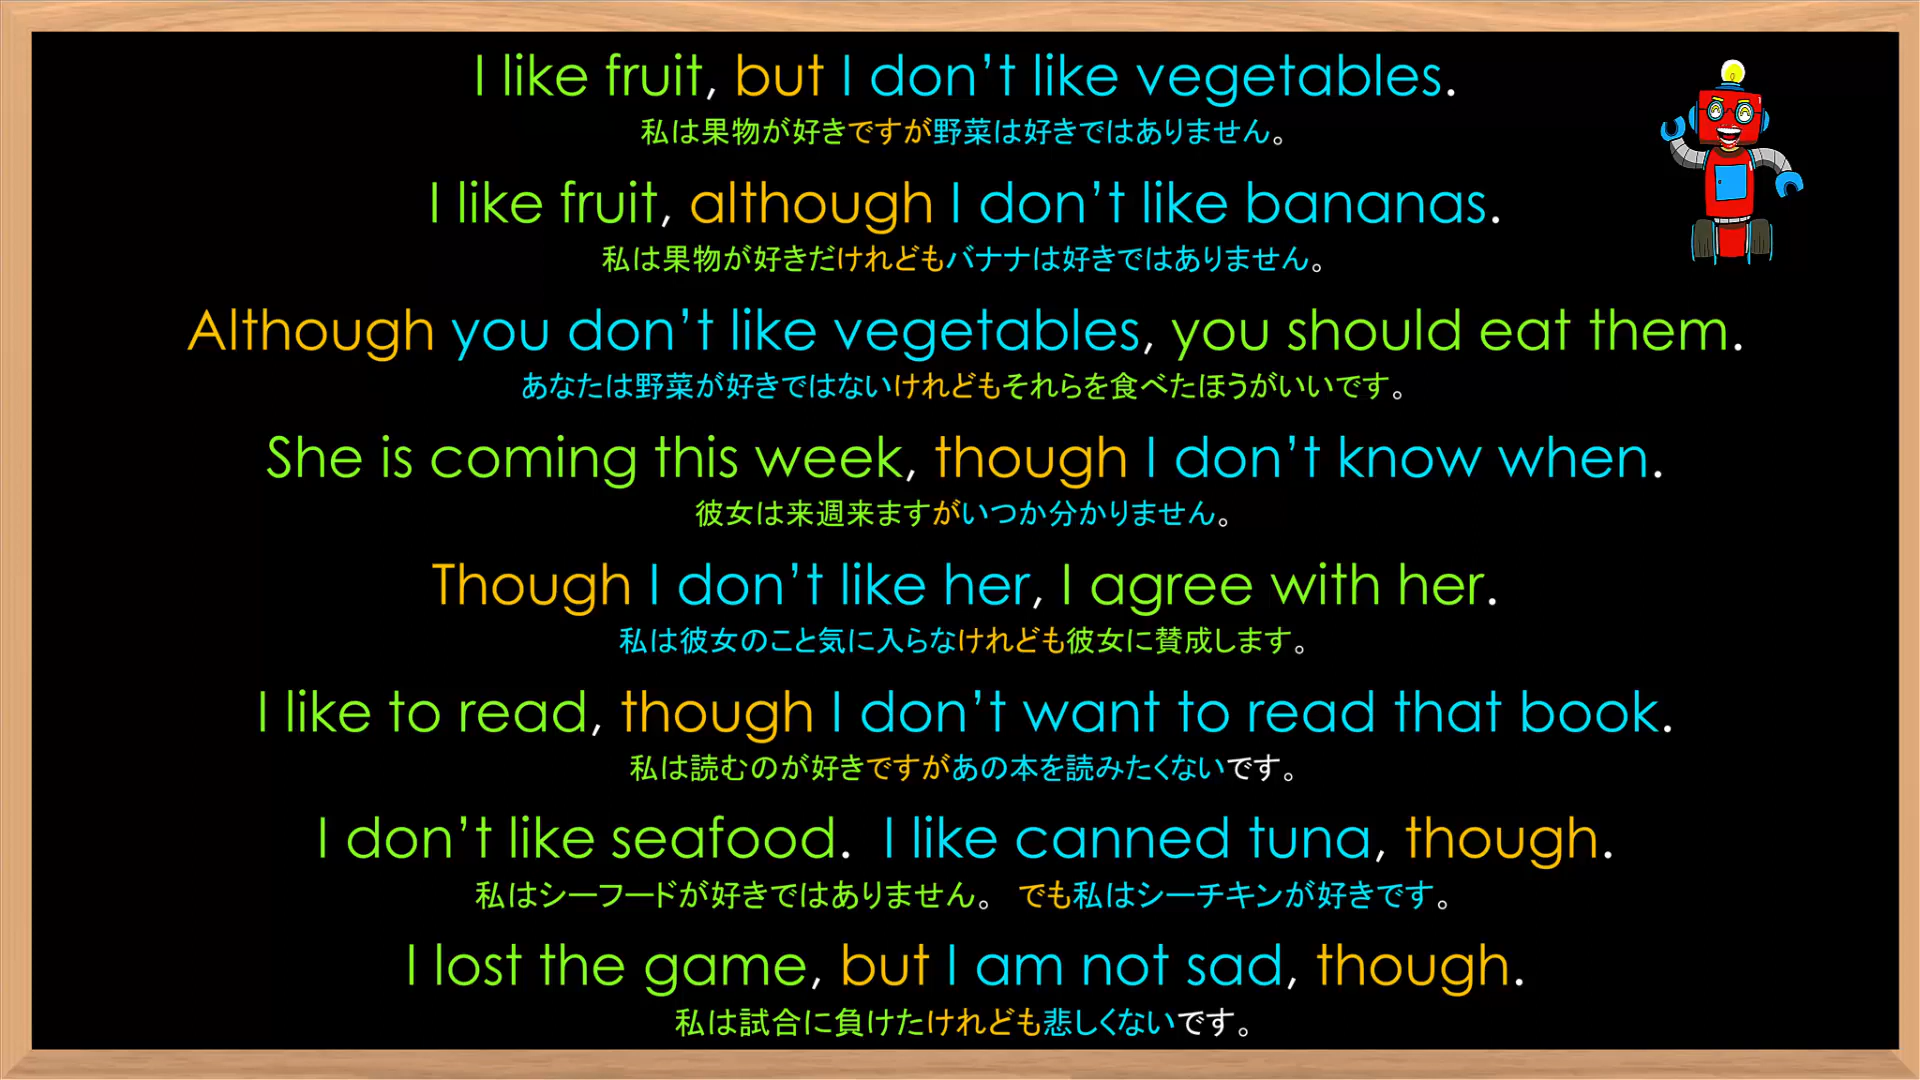 I like fruit, but I don't like vegetables.
私は果物が好きですが野菜は好きではありません。
I like fruit, although I don't like bananas.
私は果物が好きだけれどもバナナは好きではありません。
Although you don't like vegetables, you should eat them.
あなたは野菜が好きではないけれどもそれらを食べたほうがいいです。
She is coming this week, though I don't know when.
彼女は来週来ますがいつか分かりません。
Though I don't like her, I agree with her.
私は彼女のこと気に入らなけれども彼女に賛成します。
I like to read, though I don't want to read that book.
私は読むのが好きですがあの本を読みたくないです。
I don't like seafood.  I like canned tuna, though.
私はシーフードが好きではありません。 でも私はシーチキンが好きです。
I lost the game, but I am not sad, though.
私は試合に負けたけれども悲しくないです。